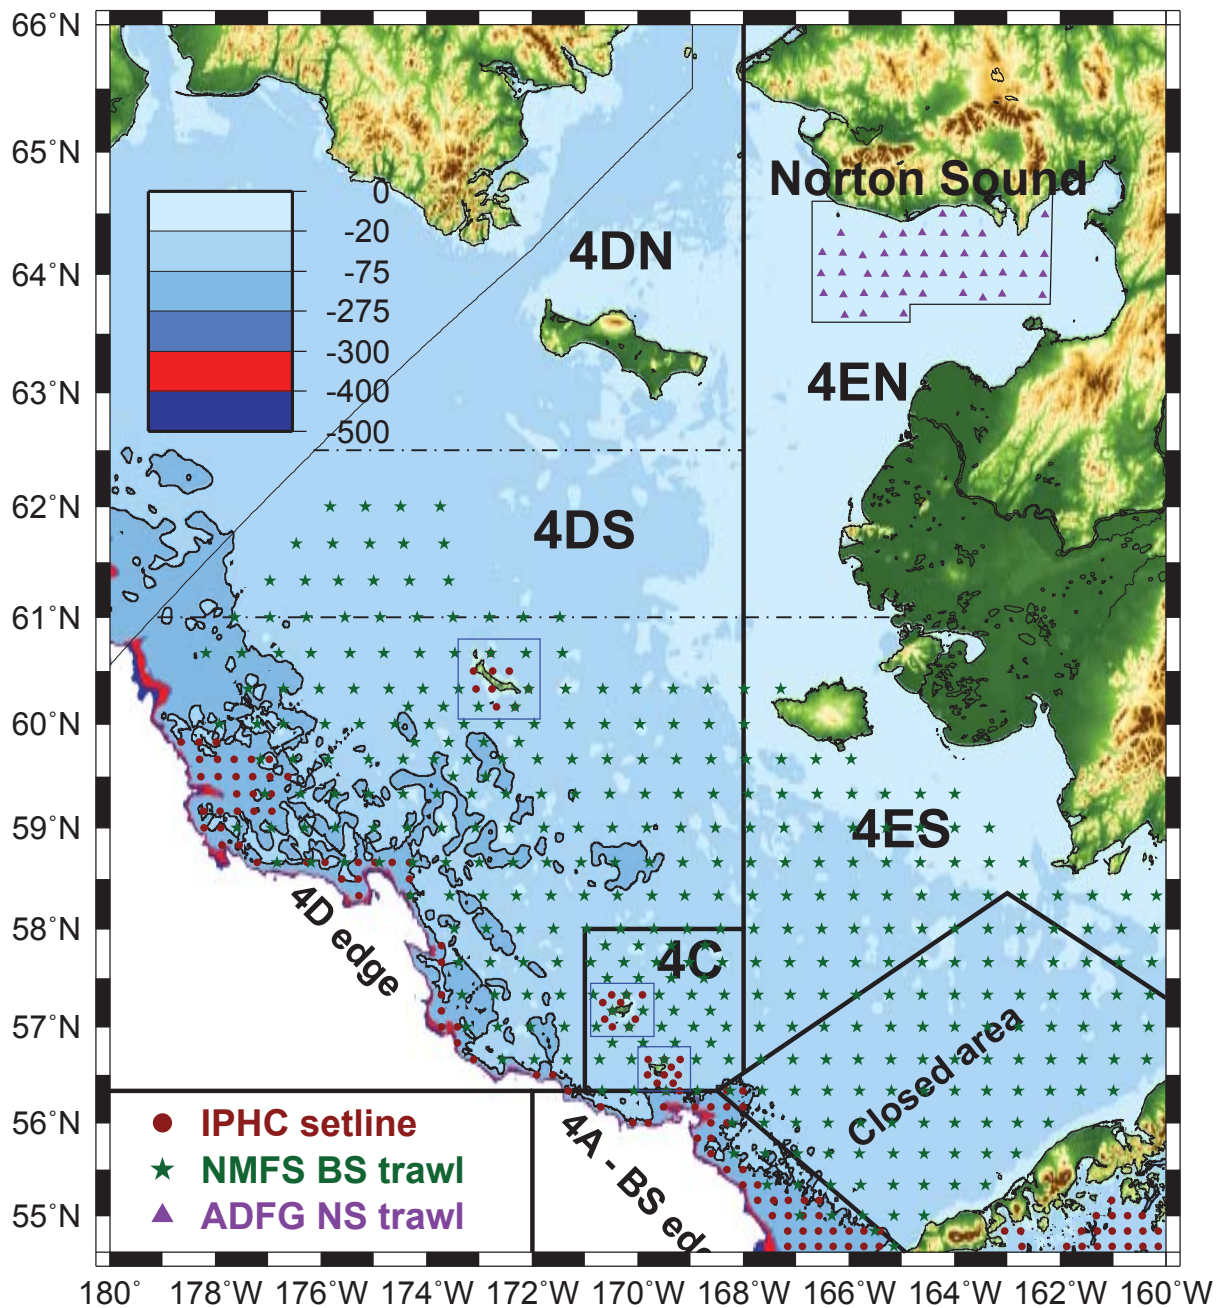 66°N
65°N
64°N
63°N
62°N
61°N
60°N
59°N
58°N
57°N
56°N
55°N
0
-20
-75
-275
-300
-400
-500
Norton Sound
4DN
4EN
4DS
4ES
4D edge
4C
Closed area
4A - BS edge
IPHC setline
NMFS BS trawl
ADFG NS trawl
180° 178°W 176°W 174°W 172°W 170°W 168°W 166°W 164°W 162°W 160°W